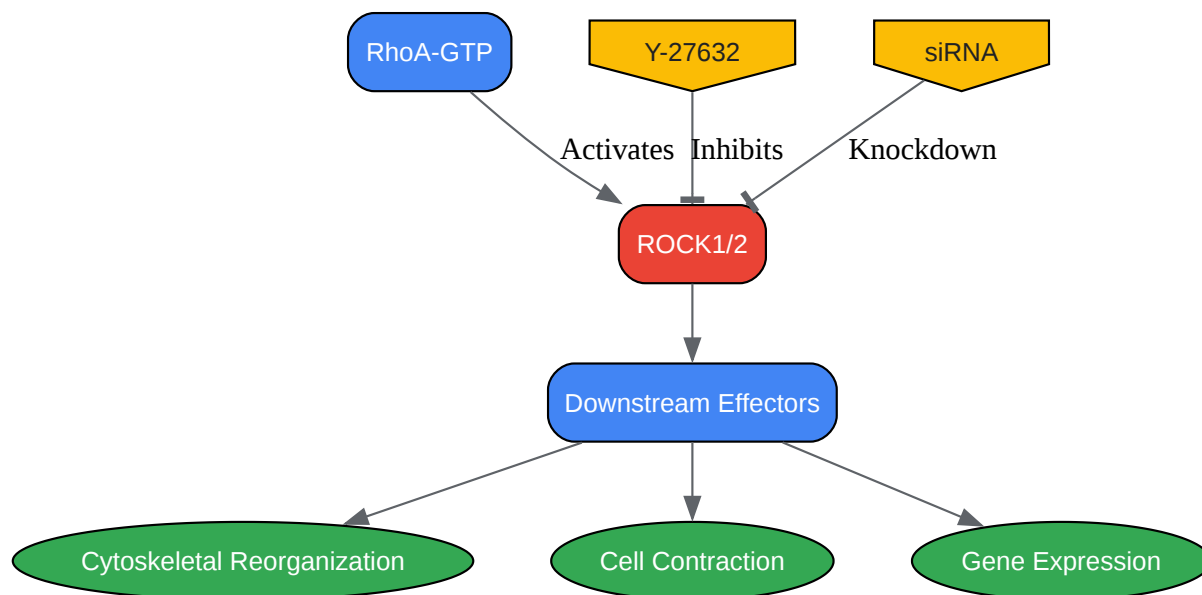 RhoA-GTP
Y-27632
siRNA
Activates
Inhibits
Knockdown
ROCK1/2
Downstream Effectors
Cytoskeletal Reorganization
Cell Contraction
Gene Expression